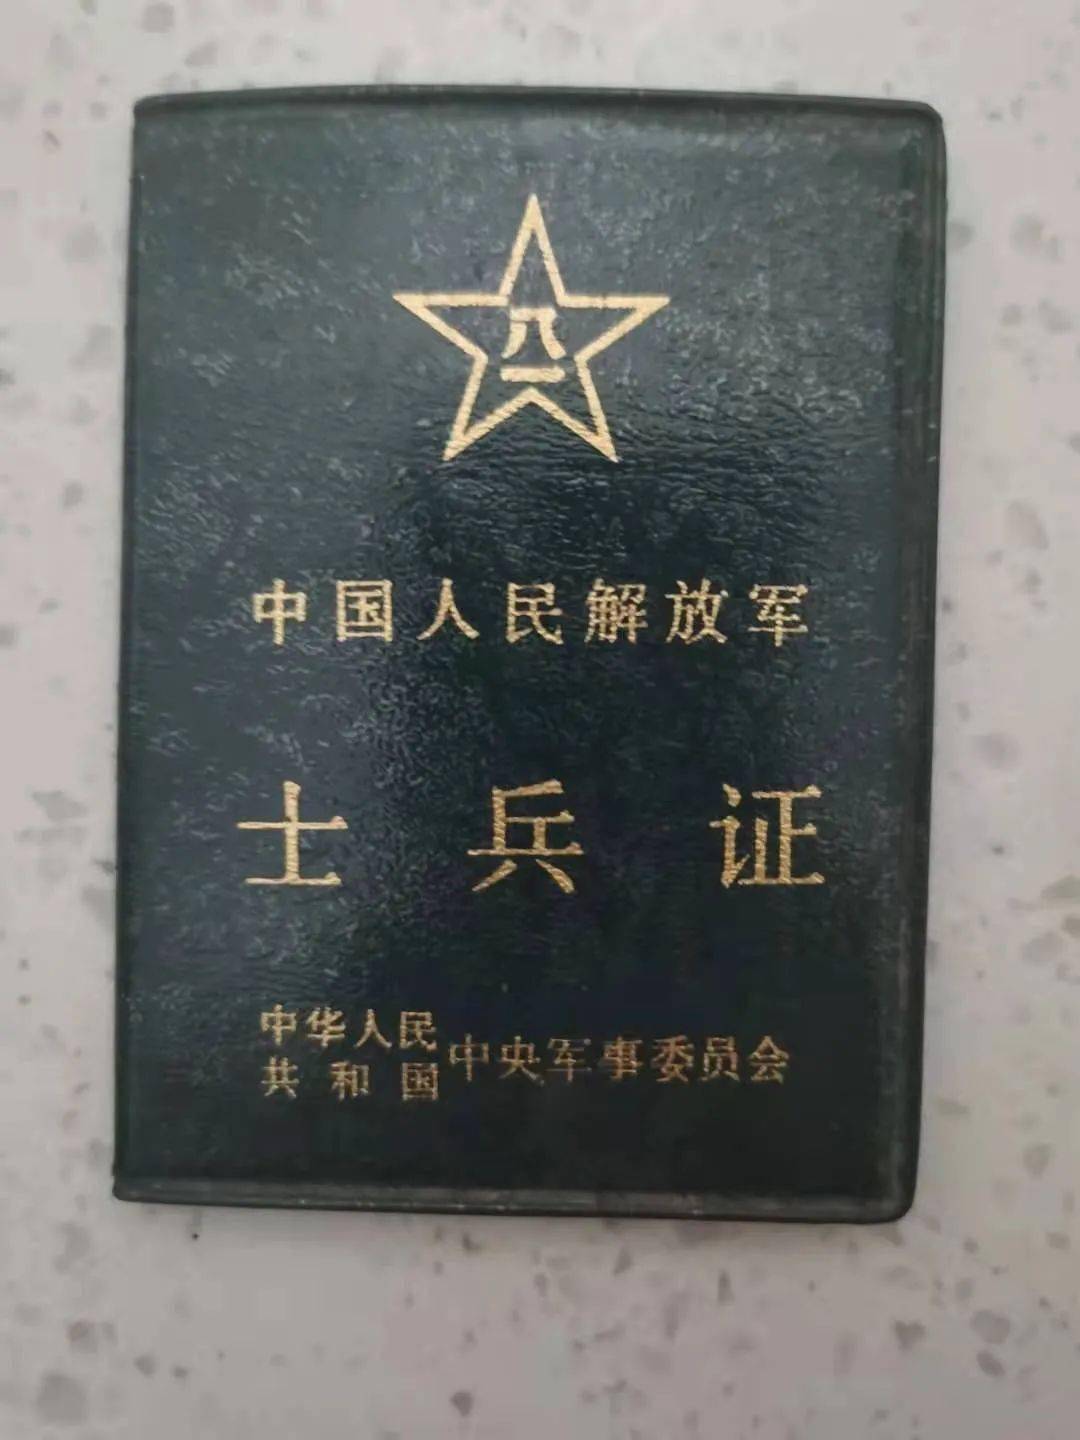 八一
中国人民解放军
士兵证
中华人民
共和国
中央军事委员会